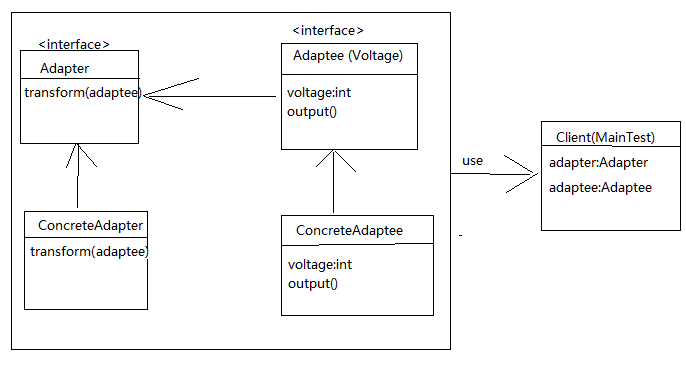 <interface>
Adapter
transform(adaptee)
<interface>
Adaptee (Voltage)
voltage:int
output()
ConcreteAdapter
transform(adaptee)
ConcreteAdaptee
voltage:int
output()
use
Client(MainTest)
adapter:Adapter
adaptee:Adaptee
-